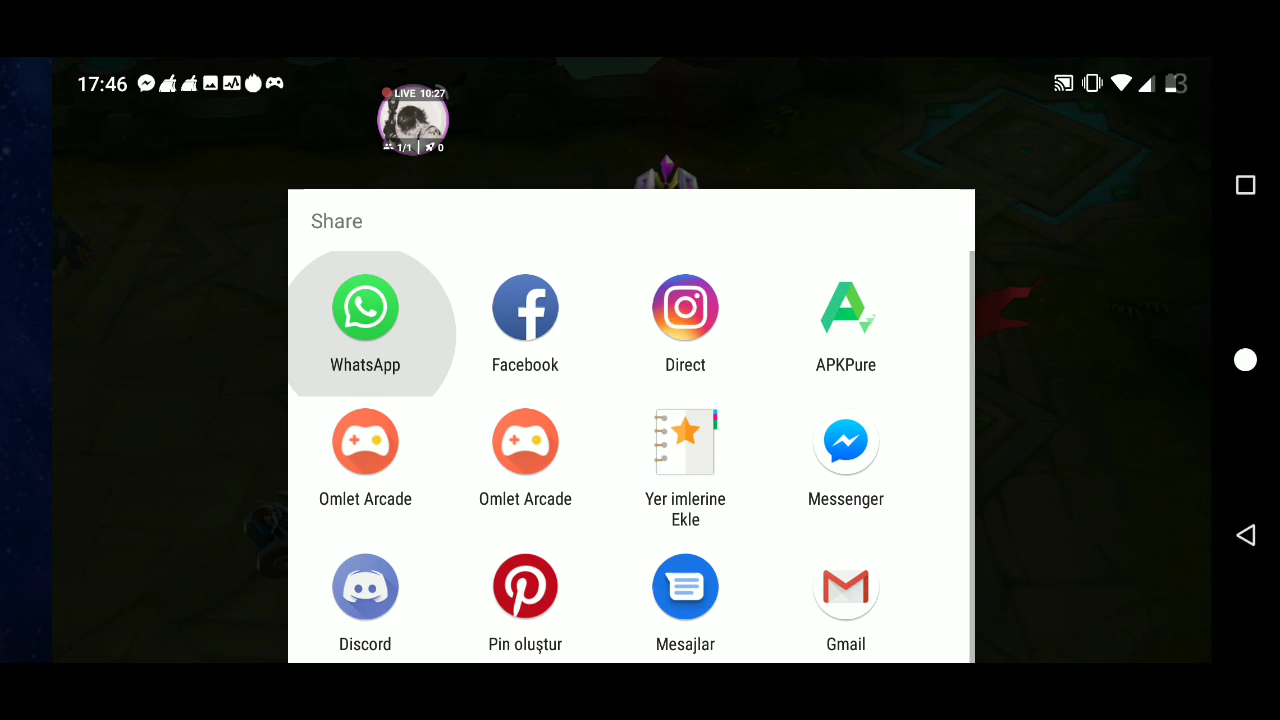 17:46
3
LIVE 10:27
1/1 | 0
Share
WhatsApp
Facebook
Direct
APKPure
Omlet Arcade
Omlet Arcade
Yer imlerine
Ekle
Messenger
Discord
Pin oluştur
Mesajlar
Gmail